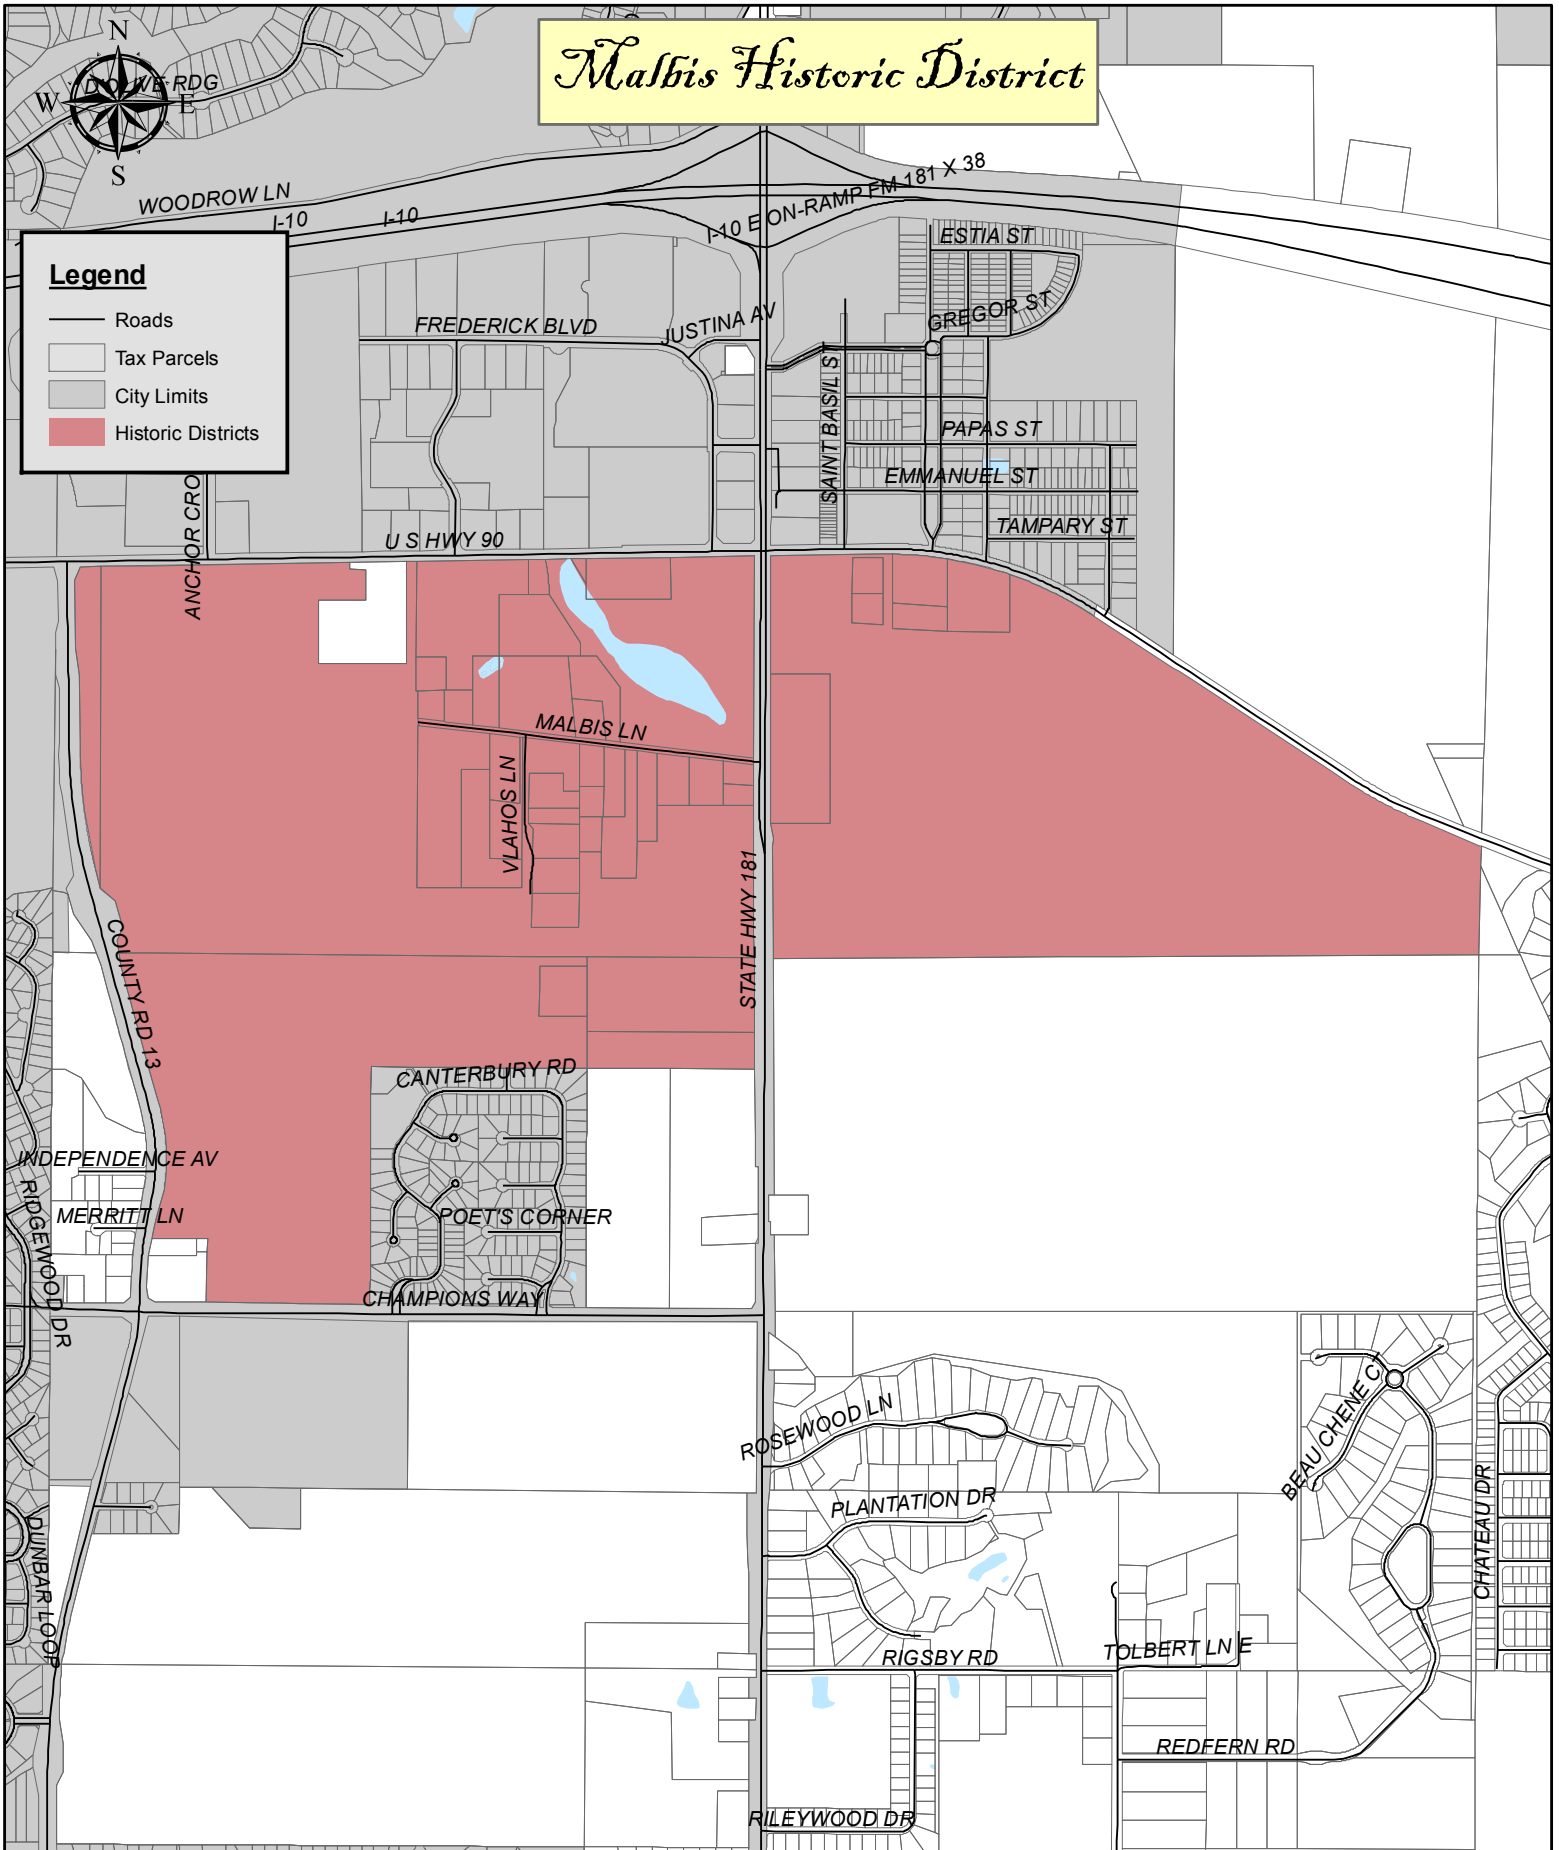 Malbis Historic District
N
W
E
S
D'OLIVE RDG
WOODROW LN
I-10
I-10
I-10 E ON-RAMP FM 181 X 38
ESTIA ST
Legend
Roads
Tax Parcels
City Limits
Historic Districts
FREDERICK BLVD
JUSTINA AV
GREGOR ST
SAINT BASIL ST
PAPAS ST
EMMANUEL ST
TAMPARY ST
ANCHOR CRO
U S HWY 90
MALBIS LN
VLAHOS LN
STATE HWY 181
COUNTY RD 13
CANTERBURY RD
INDEPENDENCE AV
RIDGEWOOD DR
MERRITT LN
POET'S CORNER
CHAMPIONS WAY
ROSEWOOD LN
BEAU CHENE CT
PLANTATION DR
CHATEAU DR
DUNBAR LOOP
RIGSBY RD
TOLBERT LN E
REDFERN RD
RILEYWOOD DR